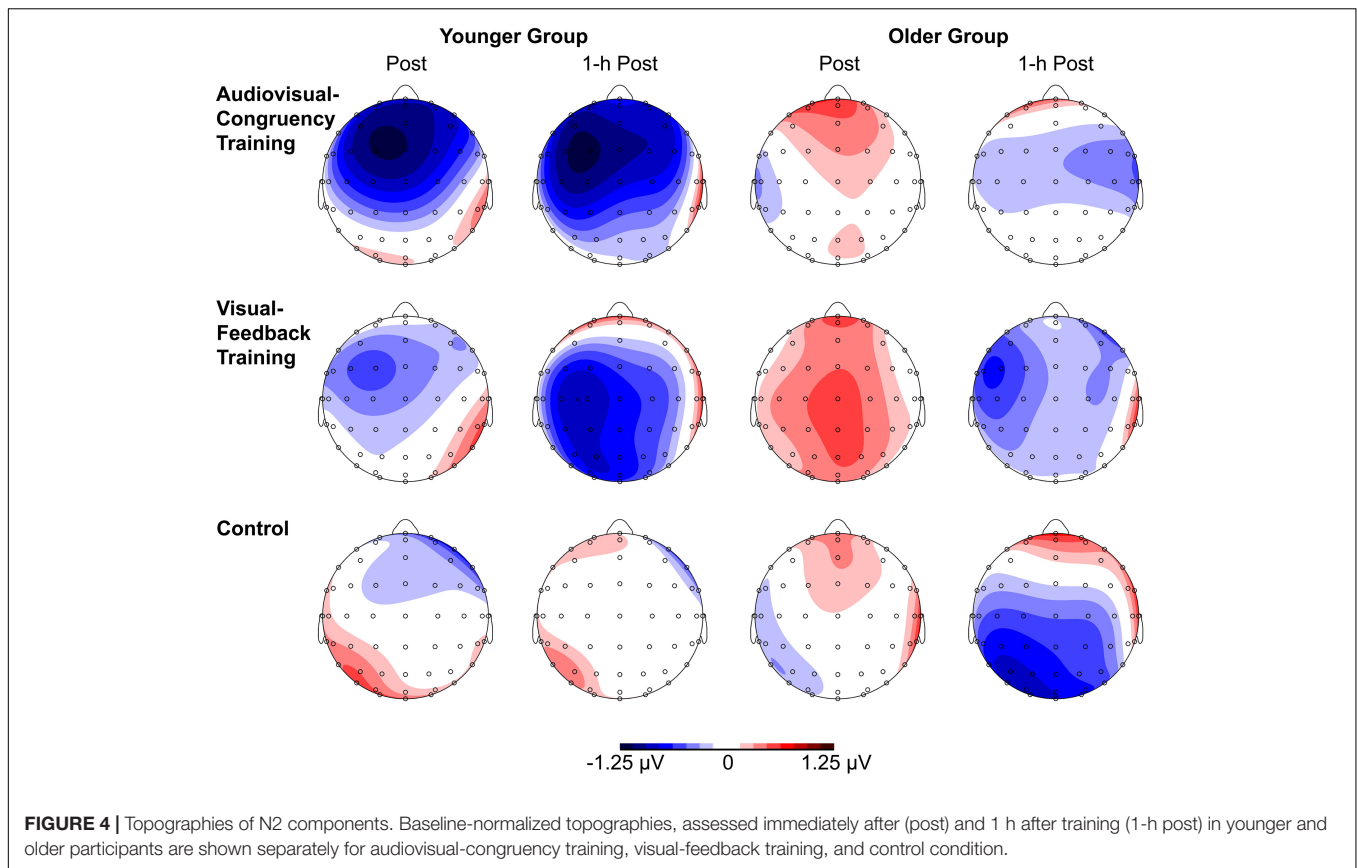 Younger Group Older Group
Post 1-h Post Post 1-h Post
Audiovisual-
Congruency
Training
Visual-
Feedback
Training
Control
-1.25 µV 0 1.25 µV
FIGURE 4 | Topographies of N2 components. Baseline-normalized topographies, assessed immediately after (post) and 1 h after training (1-h post) in younger and
older participants are shown separately for audiovisual-congruency training, visual-feedback training, and control condition.